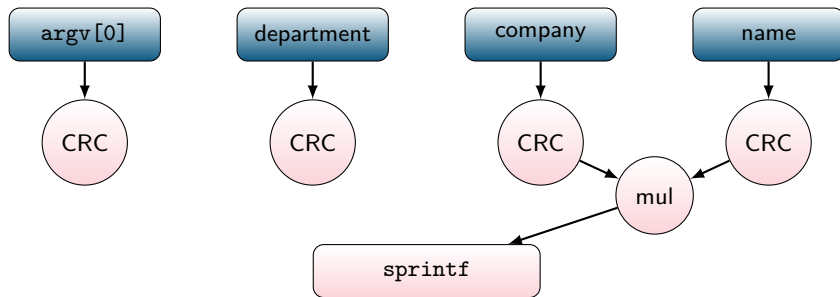 argv[0]
department
company
name
CRC
CRC
CRC
CRC
mul
sprintf